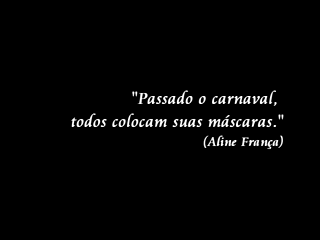 "Passado o carnaval,
todos colocam suas máscaras."
(Aline França)